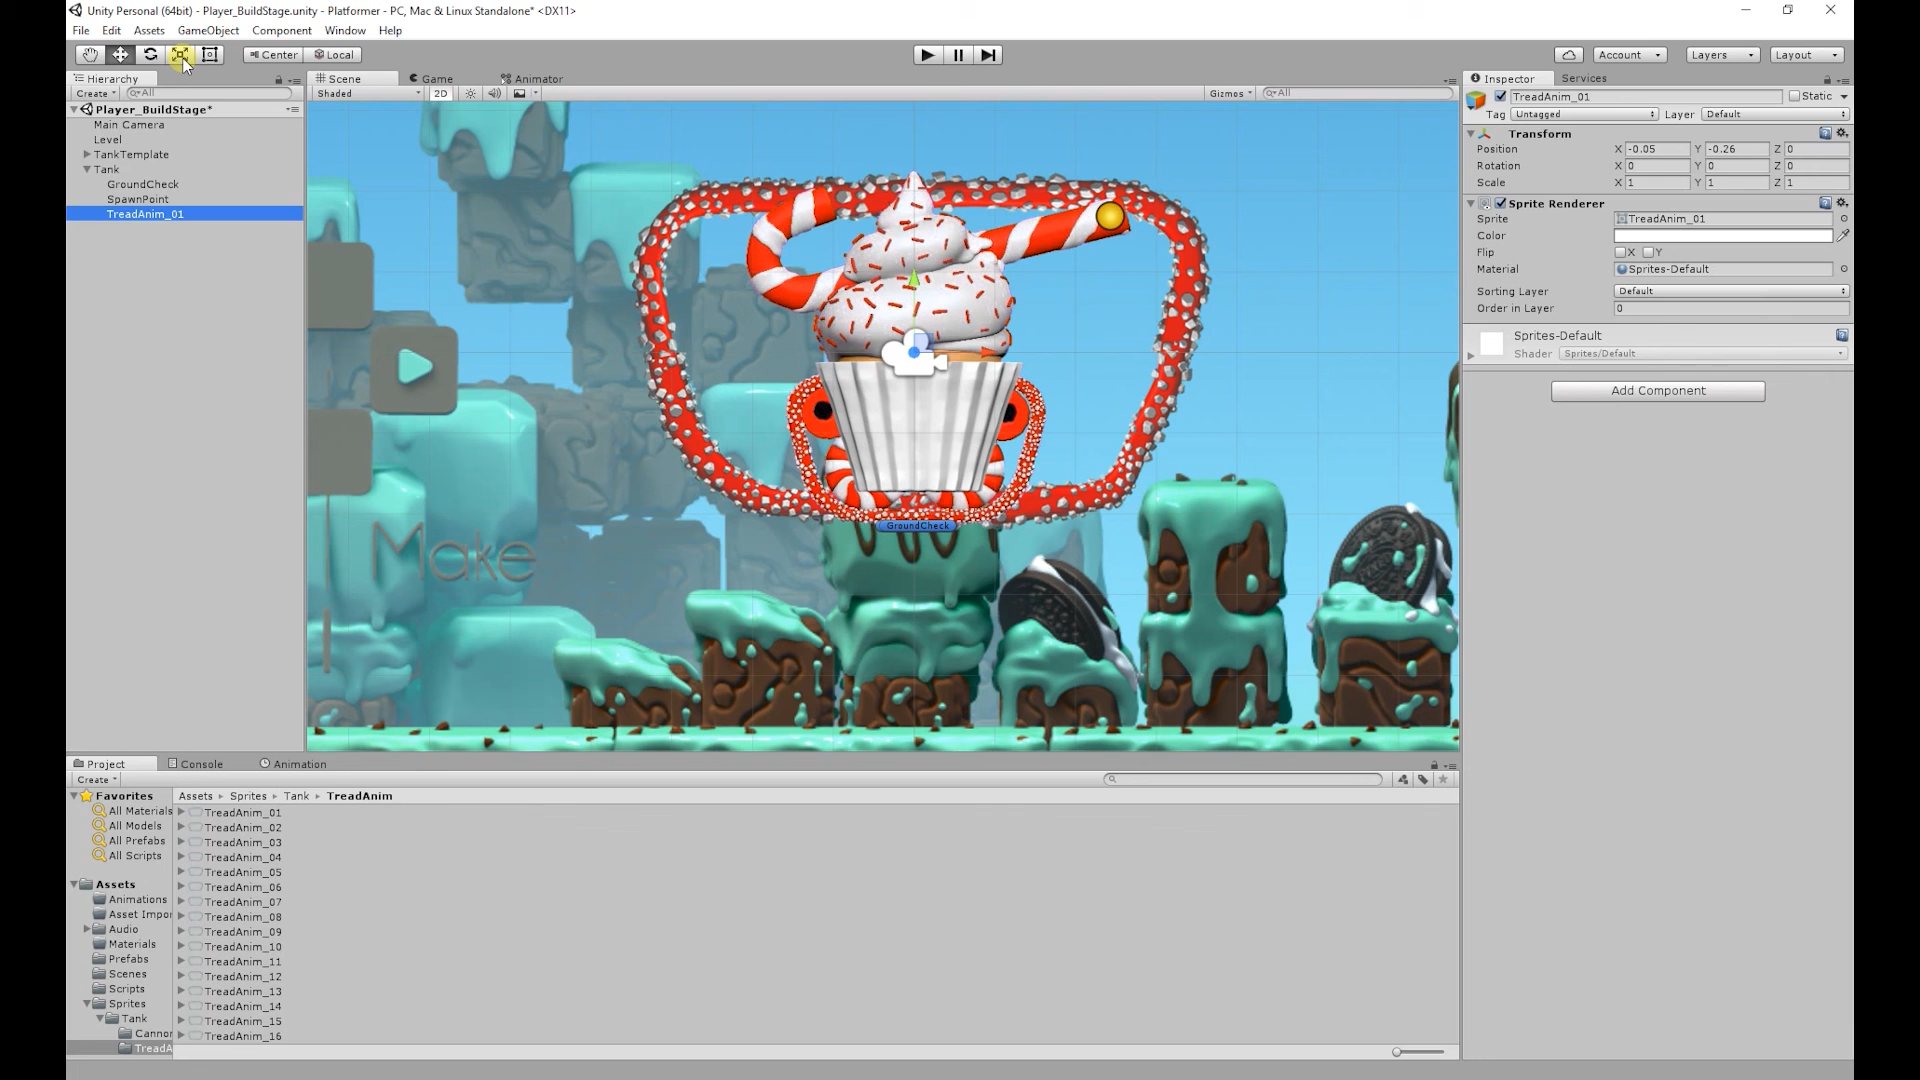 Unity Personal (64bit) - Player_BuildStage.unity - Platformer - PC, Mac & Linux Standalone* <DX11>
File Edit Assets GameObject Component Window Help
Center Local
Account Layers Layout
Hierarchy
Create All
Player_BuildStage*
Main Camera
Level
TankTemplate
Tank
GroundCheck
SpawnPoint
TreadAnim_01
Scene Game Animator
Shaded 2D Gizmos All
Make
GroundCheck
Inspector Services
TreadAnim_01 Static
Tag Untagged Layer Default
Transform
Position X -0.05 Y -0.26 Z 0
Rotation X 0 Y 0 Z 0
Scale X 1 Y 1 Z 1
Sprite Renderer
Sprite TreadAnim_01
Color
Flip X Y
Material Sprites-Default
Sorting Layer Default
Order in Layer 0
Sprites-Default
Shader Sprites/Default
Add Component
Project Console Animation
Create
Favorites
All Materials
All Models
All Prefabs
All Scripts
Assets
Animations
Asset Impor
Audio
Materials
Prefabs
Scenes
Scripts
Sprites
Tank
Cannor
TreadA
Assets Sprites Tank TreadAnim
TreadAnim_01
TreadAnim_02
TreadAnim_03
TreadAnim_04
TreadAnim_05
TreadAnim_06
TreadAnim_07
TreadAnim_08
TreadAnim_09
TreadAnim_10
TreadAnim_11
TreadAnim_12
TreadAnim_13
TreadAnim_14
TreadAnim_15
TreadAnim_16